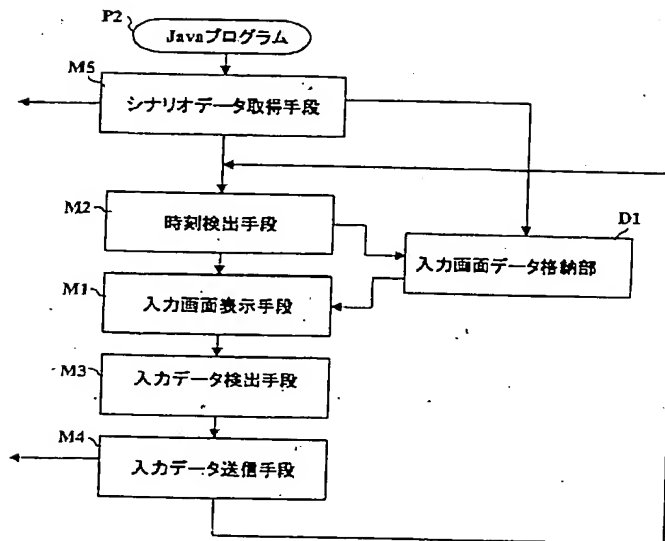 P2
Javaプログラム
M5
シナリオデータ取得手段
M2
時刻検出手段
D1
入力画面データ格納部
M1
入力画面表示手段
M3
入力データ検出手段
M4
入力データ送信手段